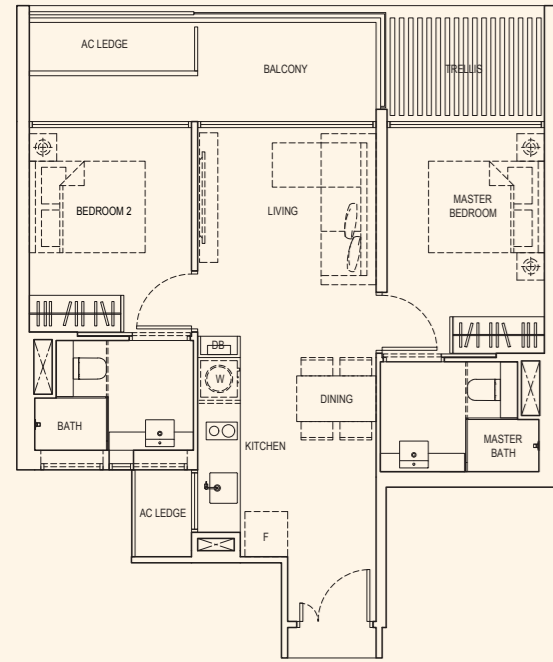 AC LEDGE
BALCONY
TRELLIS
BEDROOM 2
LIVING
MASTER
BEDROOM
DB
W
DINING
BATH
KITCHEN
MASTER
BATH
AC LEDGE
F